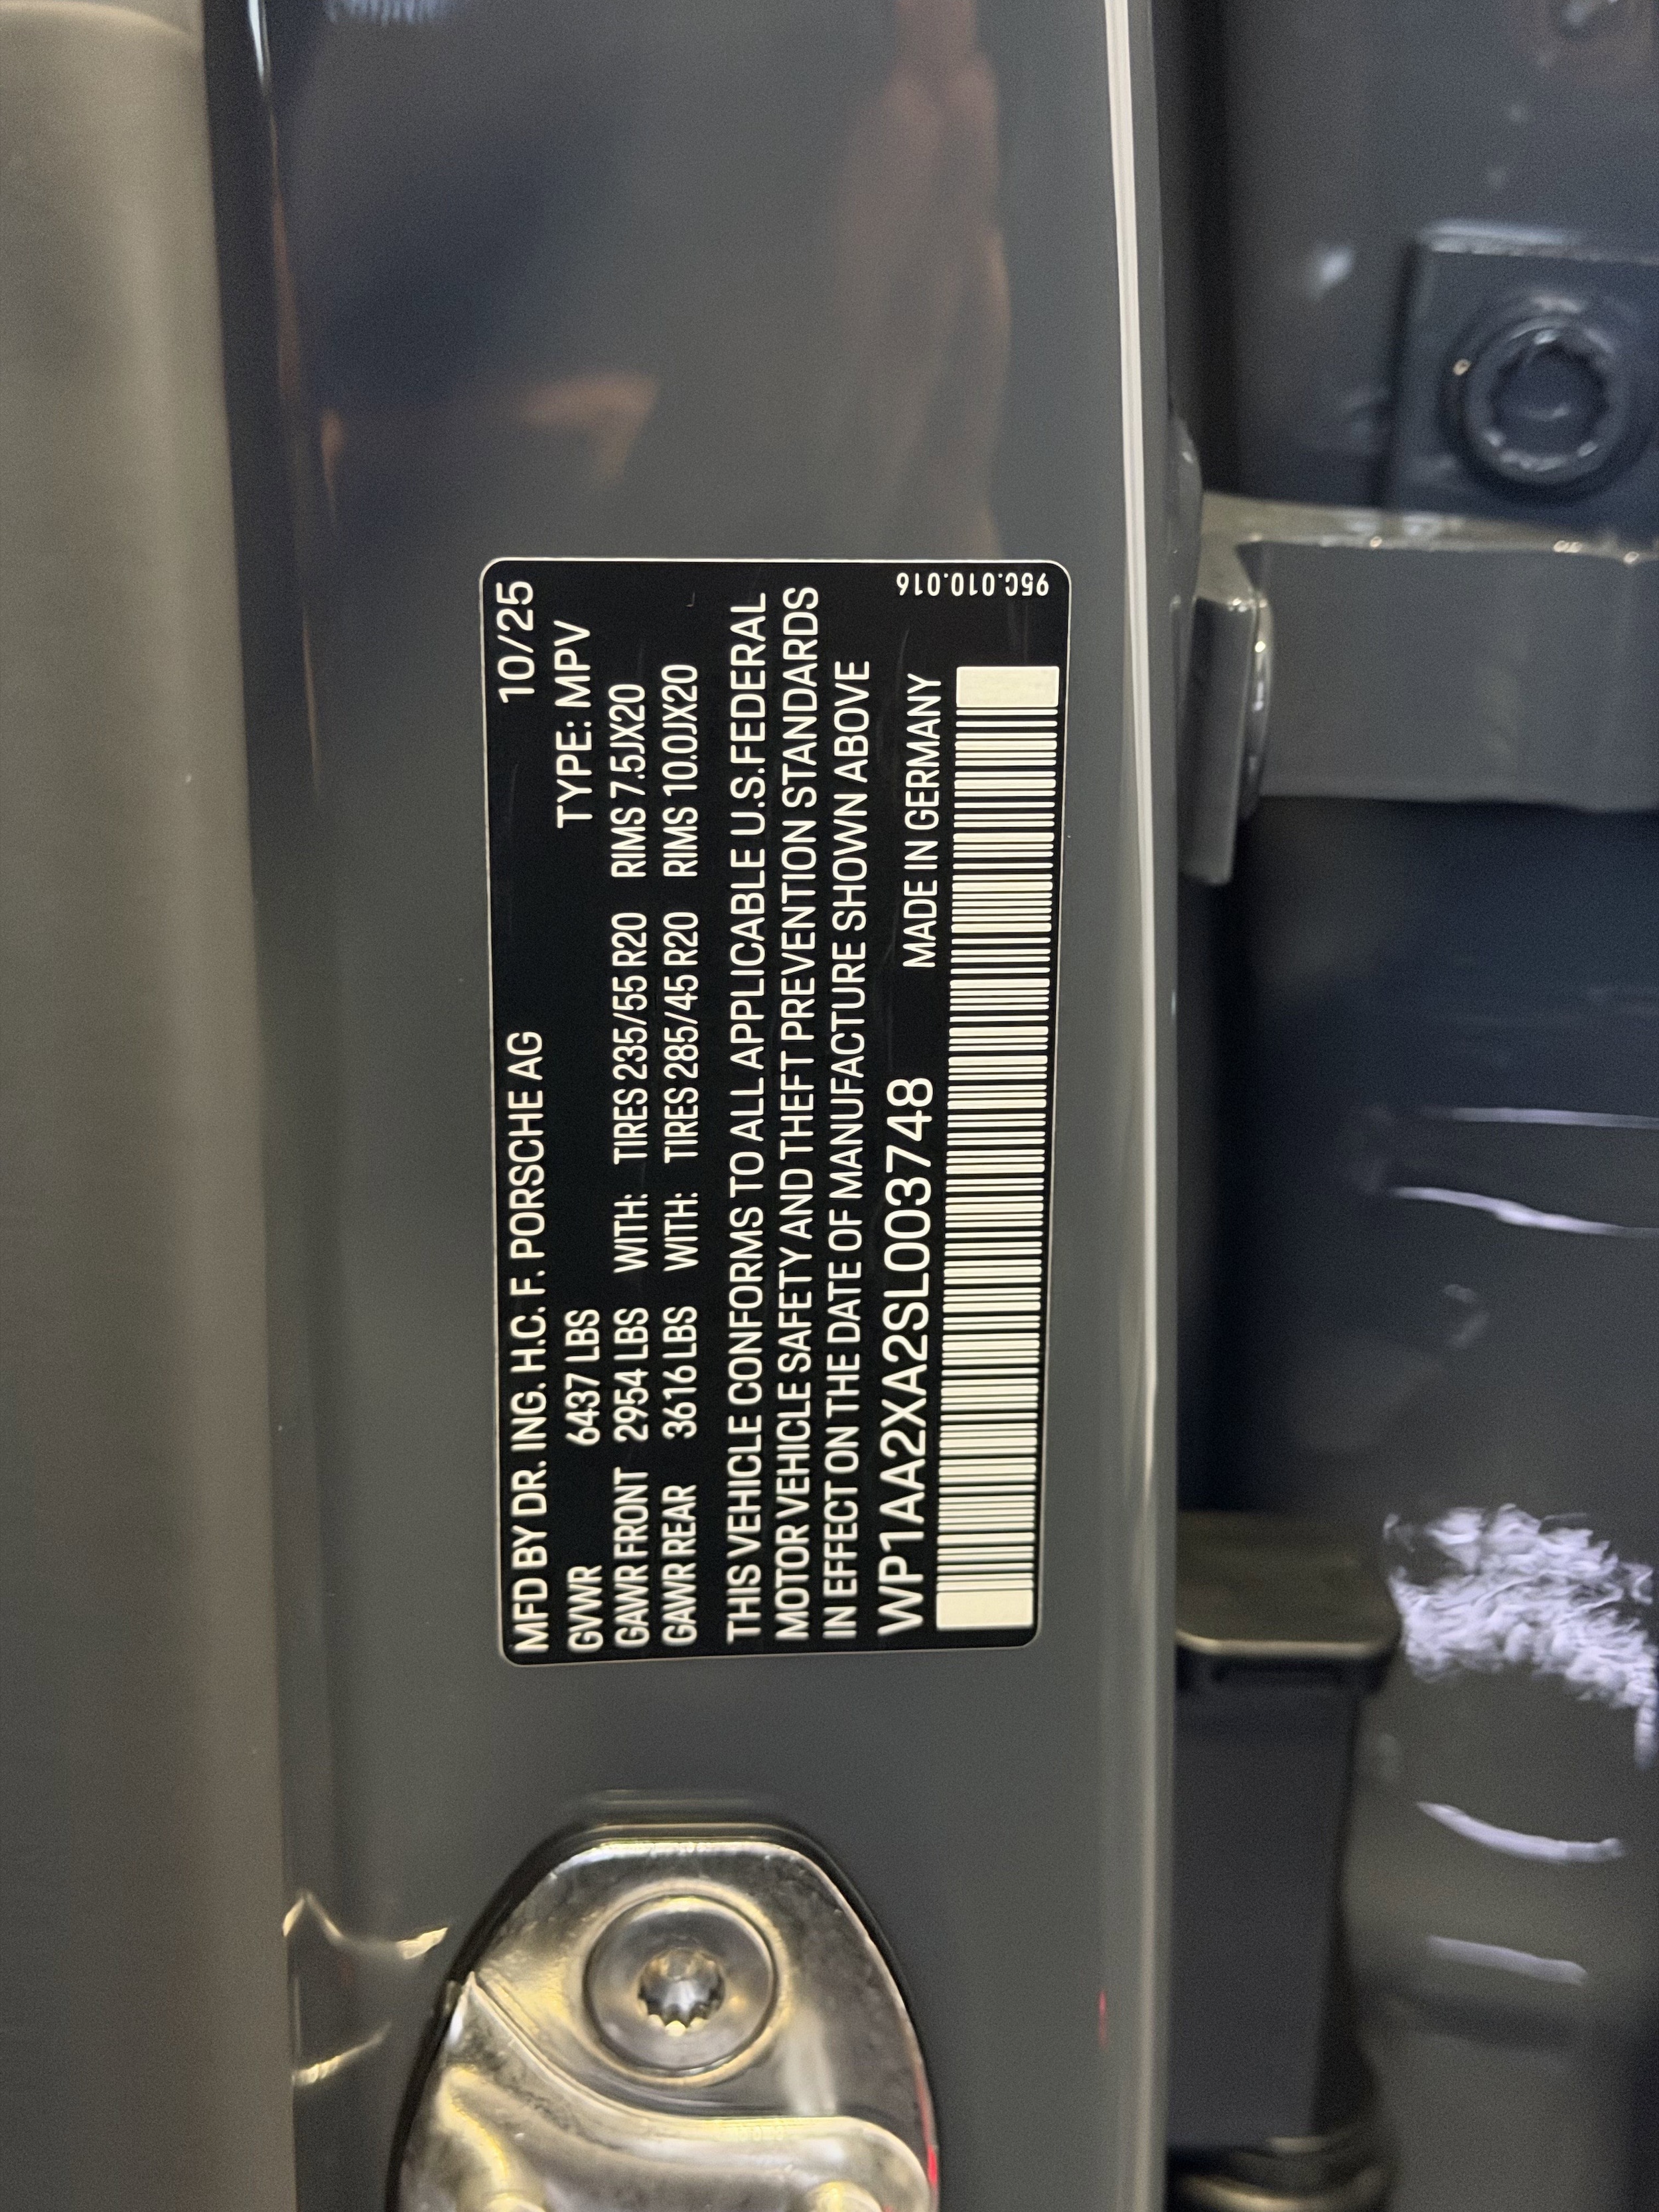 MFD BY DR. ING. H.C. F. PORSCHE AG 10/25
GVWR 6437 LBS TYPE: MPV
GAWR FRONT 2954 LBS WITH: TIRES 235/55 R20 RIMS 7.5JX20
GAWR REAR 3616 LBS WITH: TIRES 285/45 R20 RIMS 10.0JX20
THIS VEHICLE CONFORMS TO ALL APPLICABLE U.S.FEDERAL
MOTOR VEHICLE SAFETY AND THEFT PREVENTION STANDARDS
IN EFFECT ON THE DATE OF MANUFACTURE SHOWN ABOVE
WP1AA2XA2SL003748 MADE IN GERMANY
95C.010.016